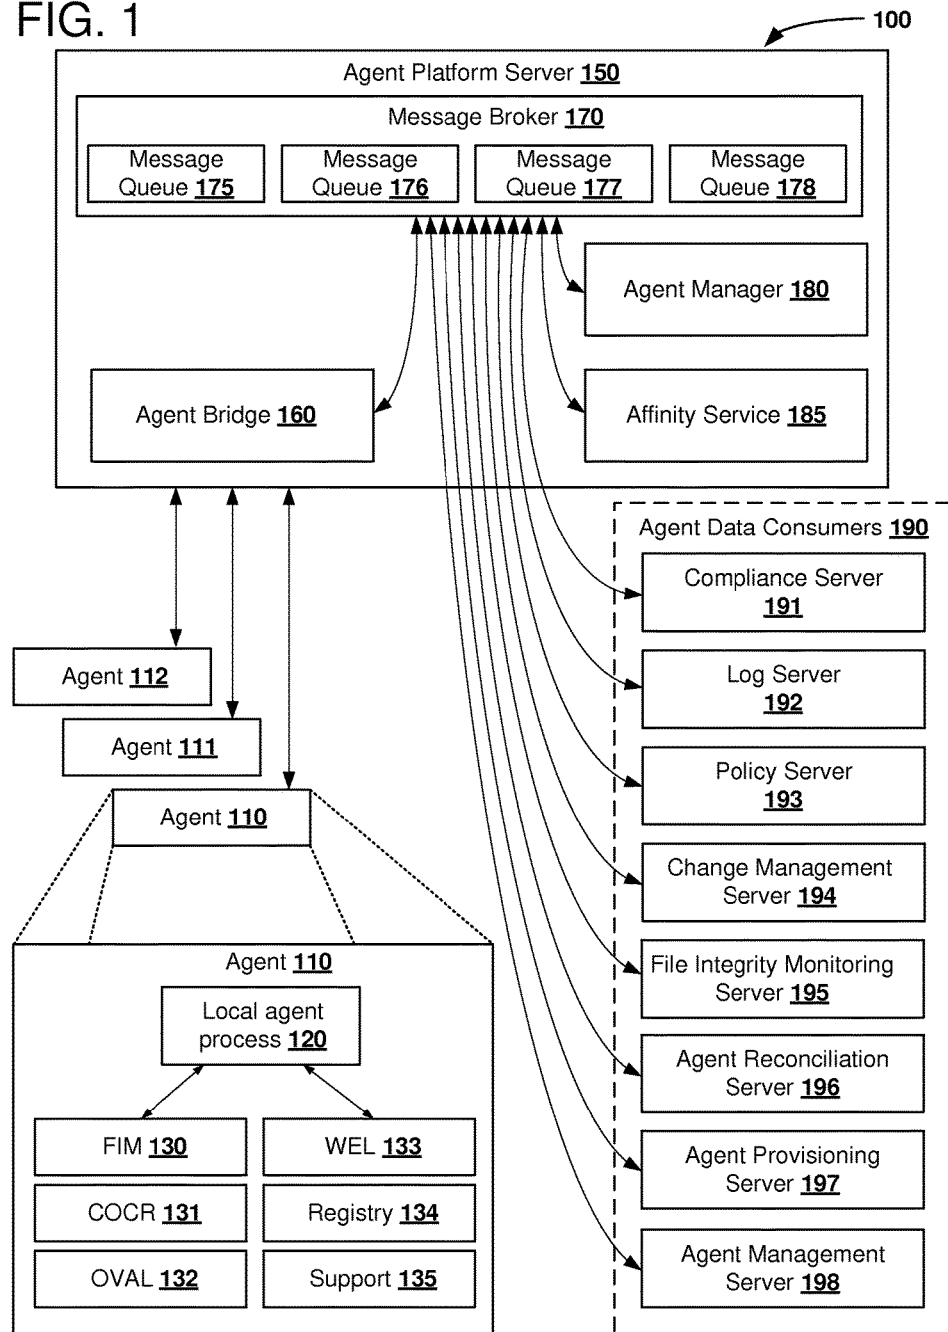 FIG. 1
100
Agent Platform Server 150
Message Broker 170
Message
Queue 175
Message
Queue 176
Message
Queue 177
Message
Queue 178
Agent Manager 180
Agent Bridge 160
Affinity Service 185
Agent Data Consumers 190
Compliance Server
191
Log Server
192
Policy Server
193
Change Management
Server 194
File Integrity Monitoring
Server 195
Agent Reconciliation
Server 196
Agent Provisioning
Server 197
Agent Management
Server 198
Agent 112
Agent 111
Agent 110
Agent 110
Local agent
process 120
FIM 130
WEL 133
COCR 131
Registry 134
OVAL 132
Support 135